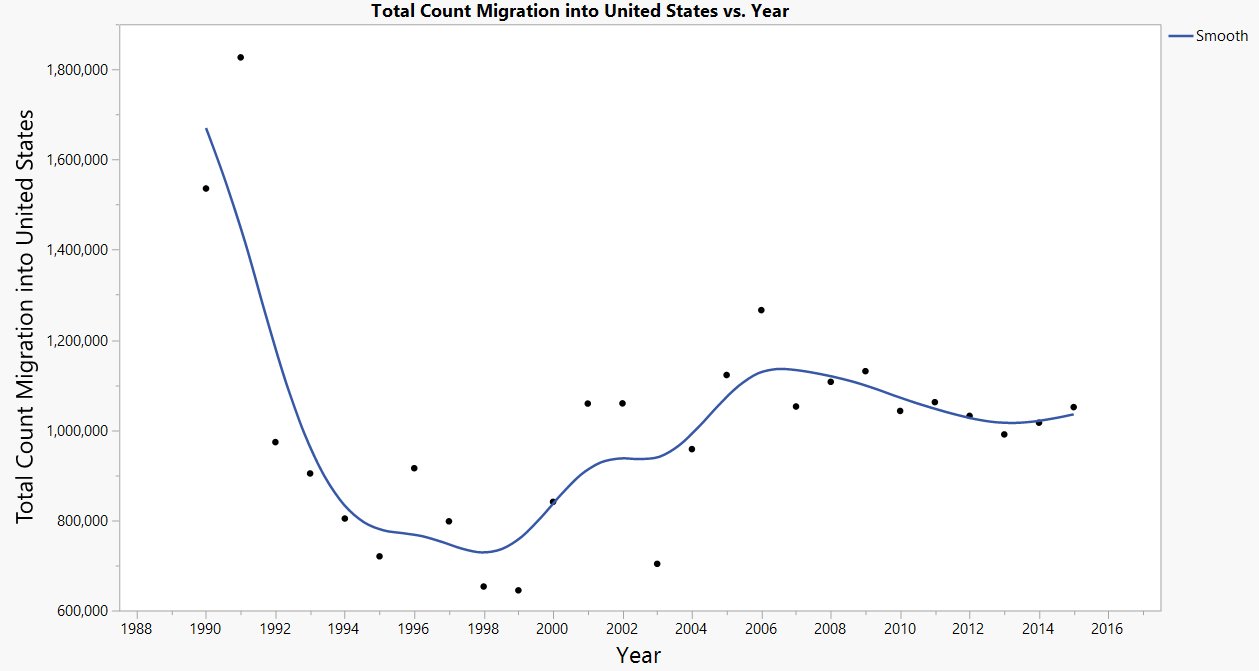 Total Count Migration into United States vs. Year
Smooth
Total Count Migration into United States
1,800,000
1,600,000
1,400,000
1,200,000
1,000,000
800,000
600,000
1988 1990 1992 1994 1996 1998 2000 2002 2004 2006 2008 2010 2012 2014 2016
Year